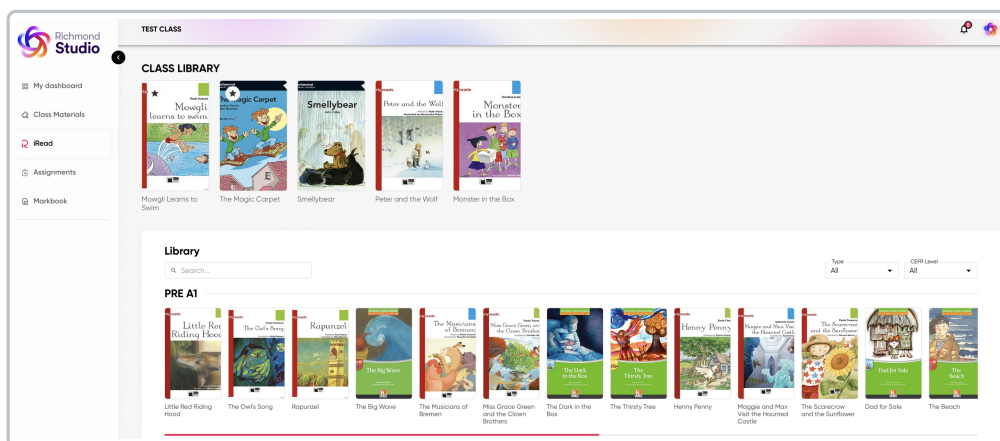 Richmond
Studio
TEST CLASS
My dashboard
Class Materials
iRead
Assignments
Markbook
CLASS LIBRARY
Mowgli
learns to swim
Magic Carpet
Smellybear
Peter and the Wolf
Monster
in the Box
Mowgli Learns to
Swim
The Magic Carpet
Smellybear
Peter and the Wolf
Monster in the Box
Library
Search...
Type
All
CEFR Level
All
PRE A1
Little Red
Riding Hood
The Owl's Song
Rapunzel
The Big Wave
The Musicians
of Bremen
Miss Grace Green and
the Clown Brothers
The Dark
in the Box
The
Thirsty Tree
Henny Penny
Maggie and Max Visit
the Haunted Castle
The Scarecrow
and the Sunflower
Dad for Sale
The
Beach
Little Red Riding
Hood
The Owl's Song
Rapunzel
The Big Wave
The Musicians of
Bremen
Miss Grace Green
and the Clown
Brothers
The Dark in the
Box
The Thirsty Tree
Henny Penny
Maggie and Max
Visit the Haunted
Castle
The Scarecrow
and the Sunflower
Dad for Sale
The Beach